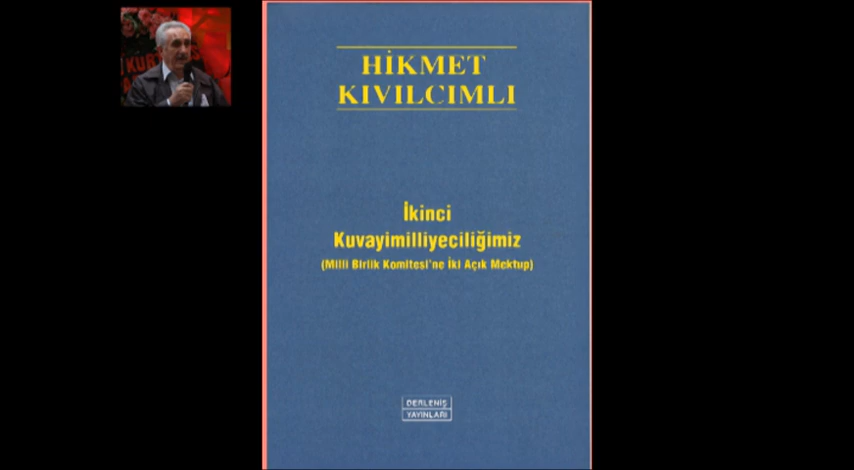 HİKMET
KIVILCIMLI
İkinci
Kuvayimilliyeciliğimiz
(Milli Birlik Komitesi'ne İki Açık Mektup)
DERLENİŞ
YAYINLARI